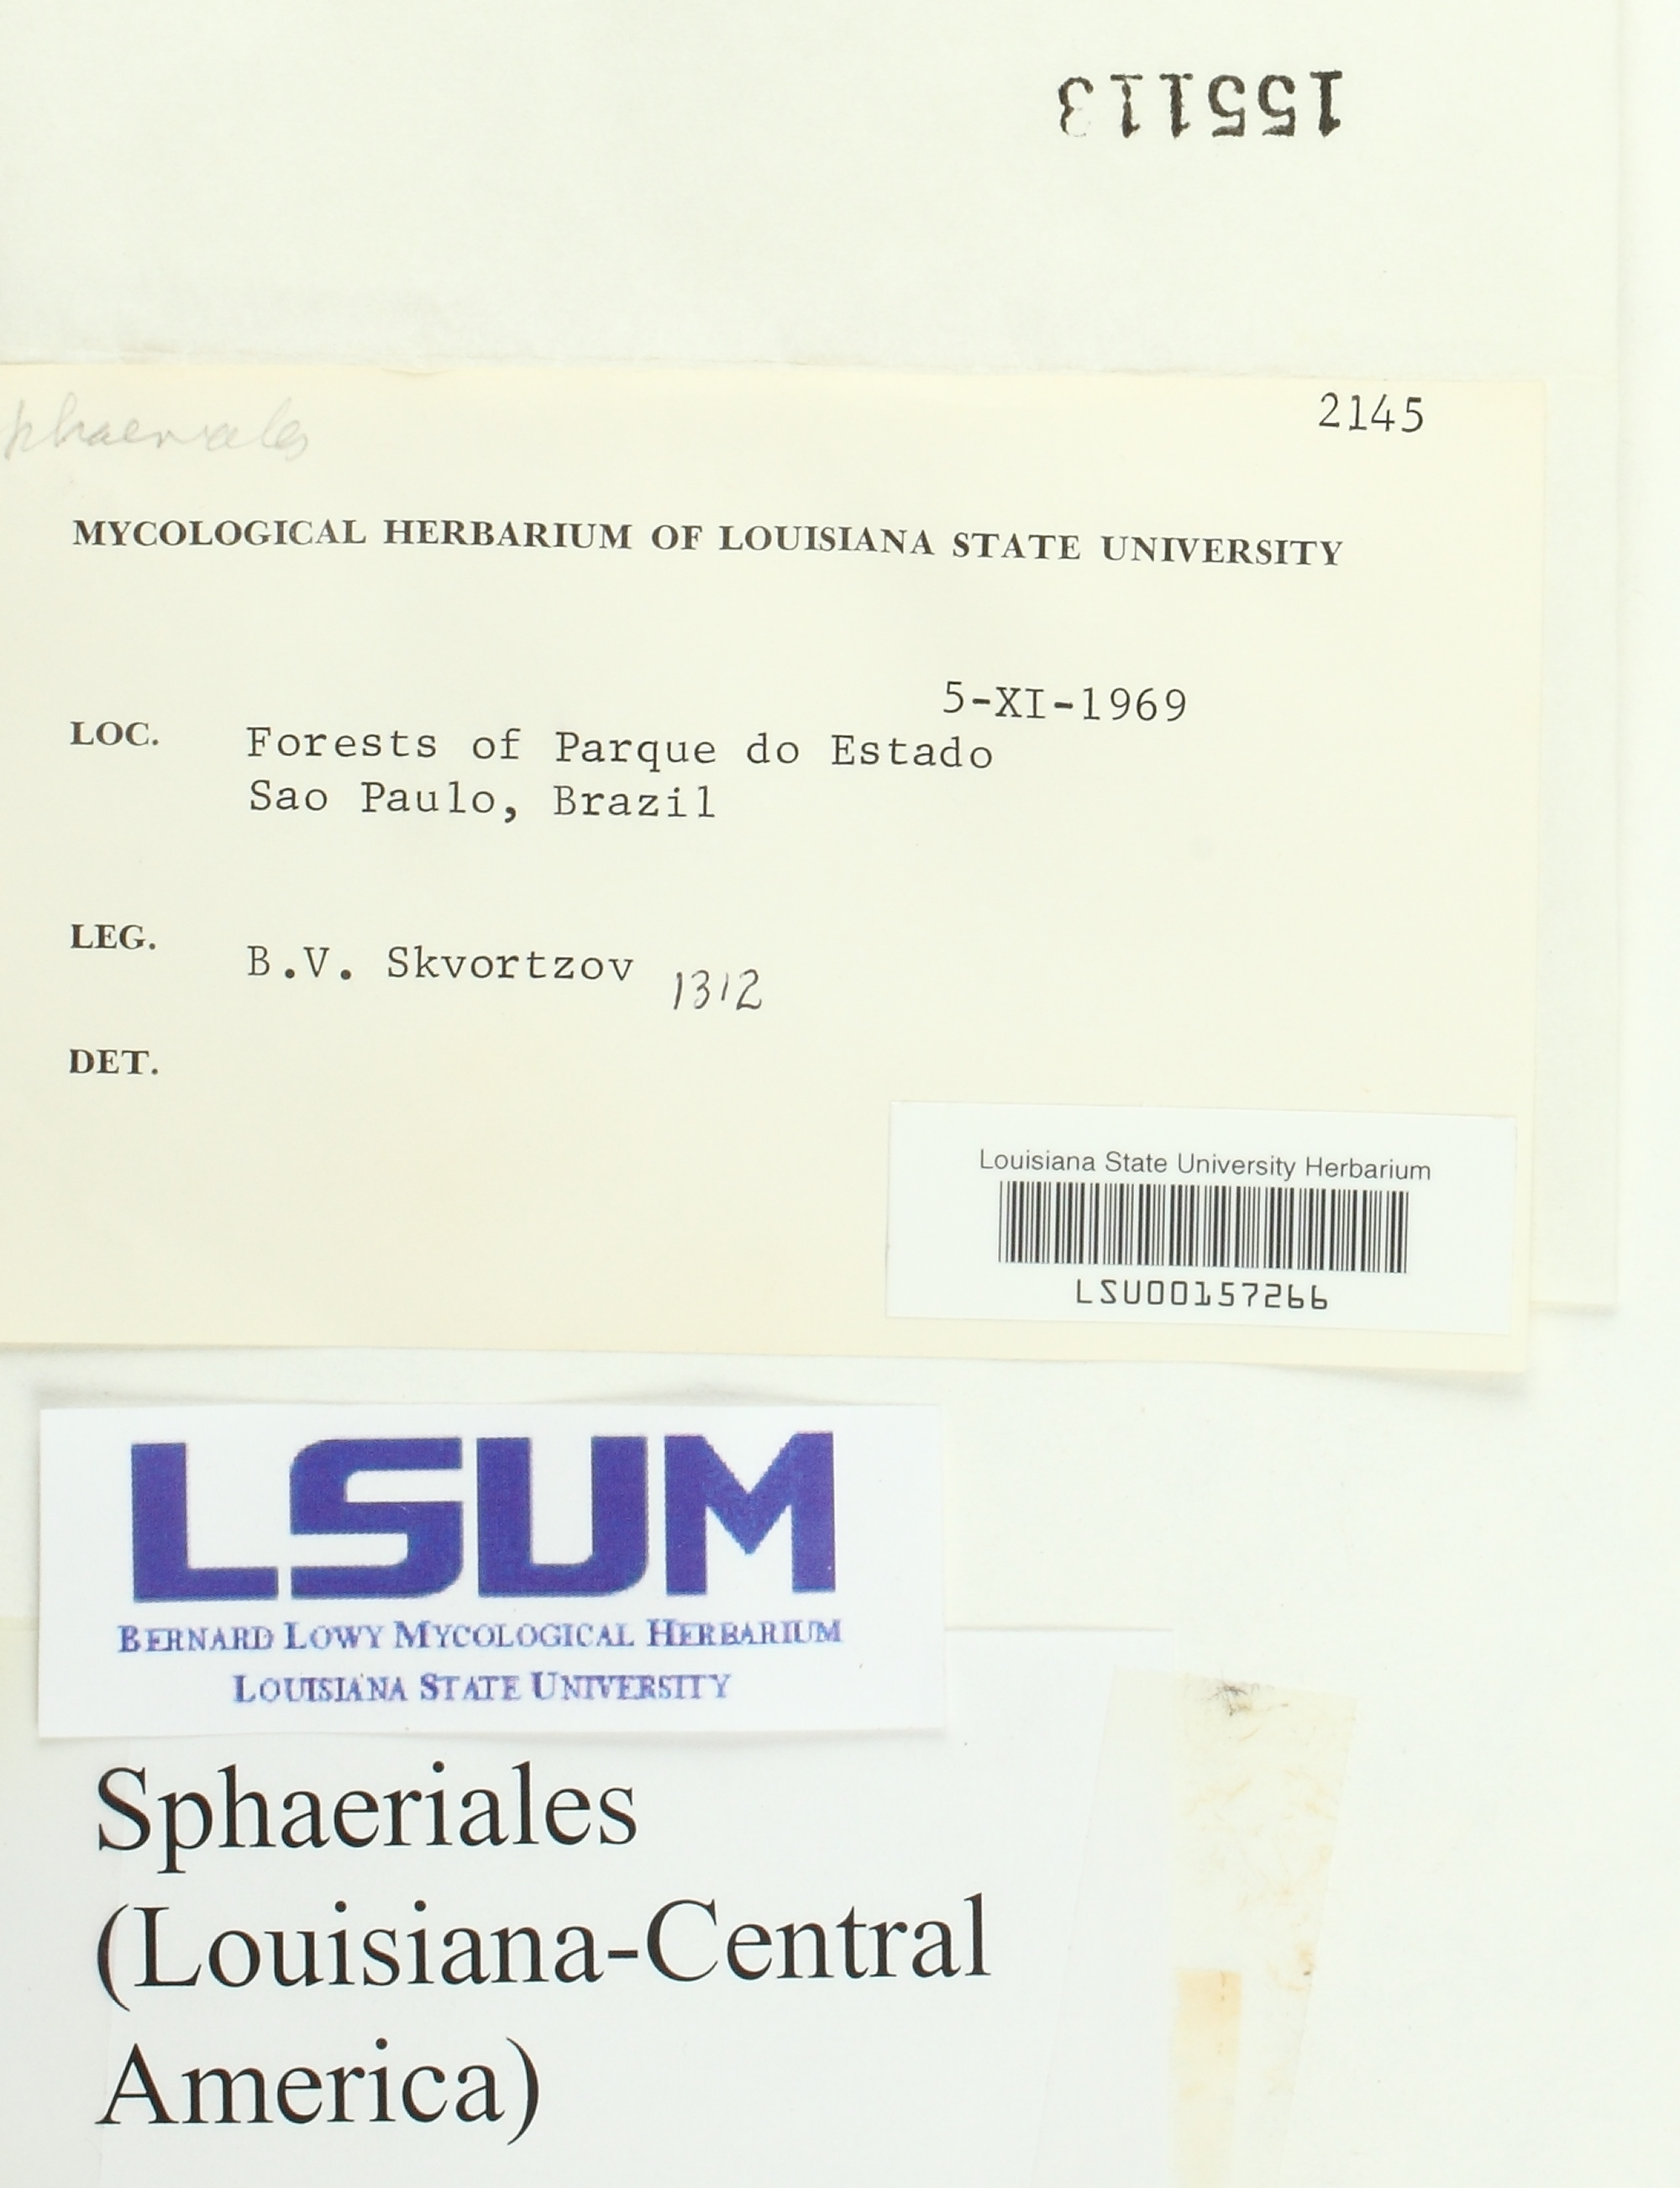 155113
phaeriales
2145
MYCOLOGICAL HERBARIUM OF LOUISIANA STATE UNIVERSITY
5-XI-1969
LOC. Forests of Parque do Estado
Sao Paulo, Brazil
LEG. B.V. Skvortzov 1312
DET.
Louisiana State University Herbarium
LSU00157266
LSUM
BERNARD LOWY MYCOLOGICAL HERBARIUM
LOUISIANA STATE UNIVERSITY
Sphaeriales
(Louisiana-Central
America)